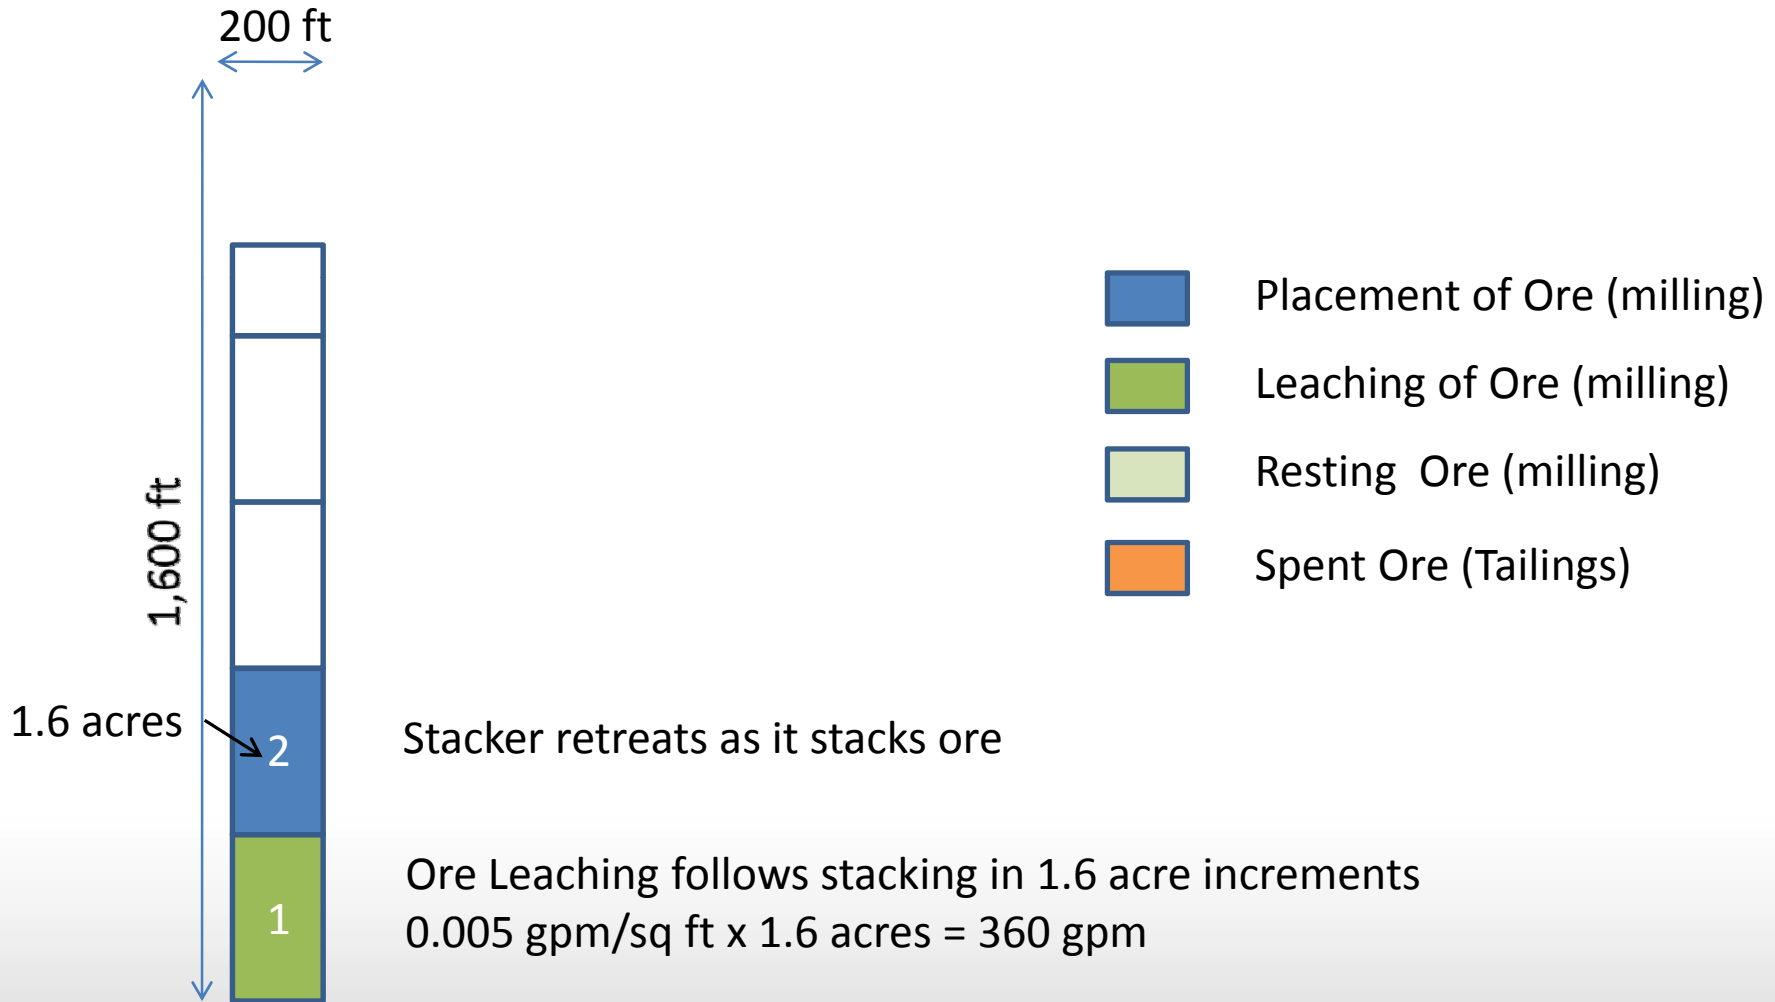 200 ft
1,600 ft
Placement of Ore (milling)
Leaching of Ore (milling)
Resting  Ore (milling)
Spent Ore (Tailings)
1.6 acres
2
Stacker retreats as it stacks ore
1
Ore Leaching follows stacking in 1.6 acre increments
0.005 gpm/sq ft x 1.6 acres = 360 gpm